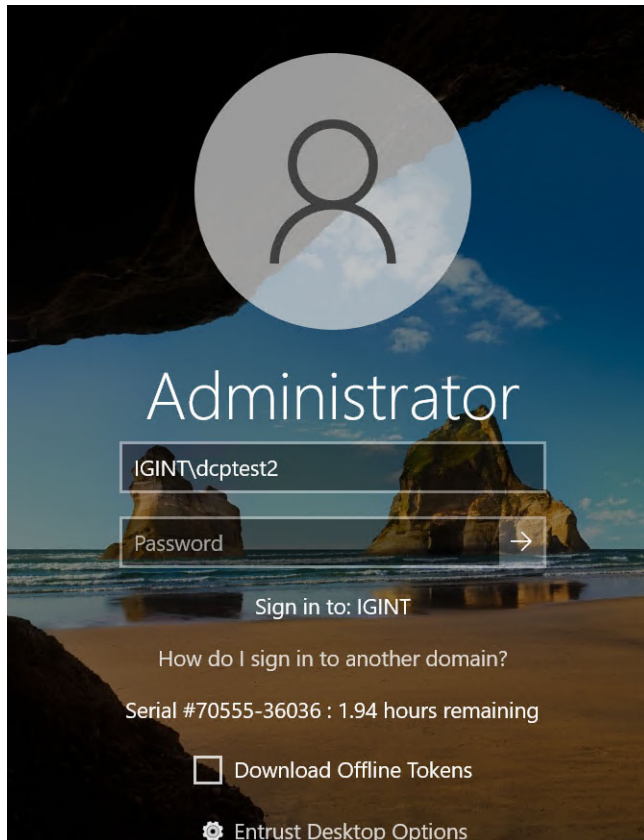 Administrator
IGINT\dcptest2
Password
Sign in to: IGINT
How do I sign in to another domain?
Serial #70555-36036 : 1.94 hours remaining
Download Offline Tokens
Entrust Desktop Options